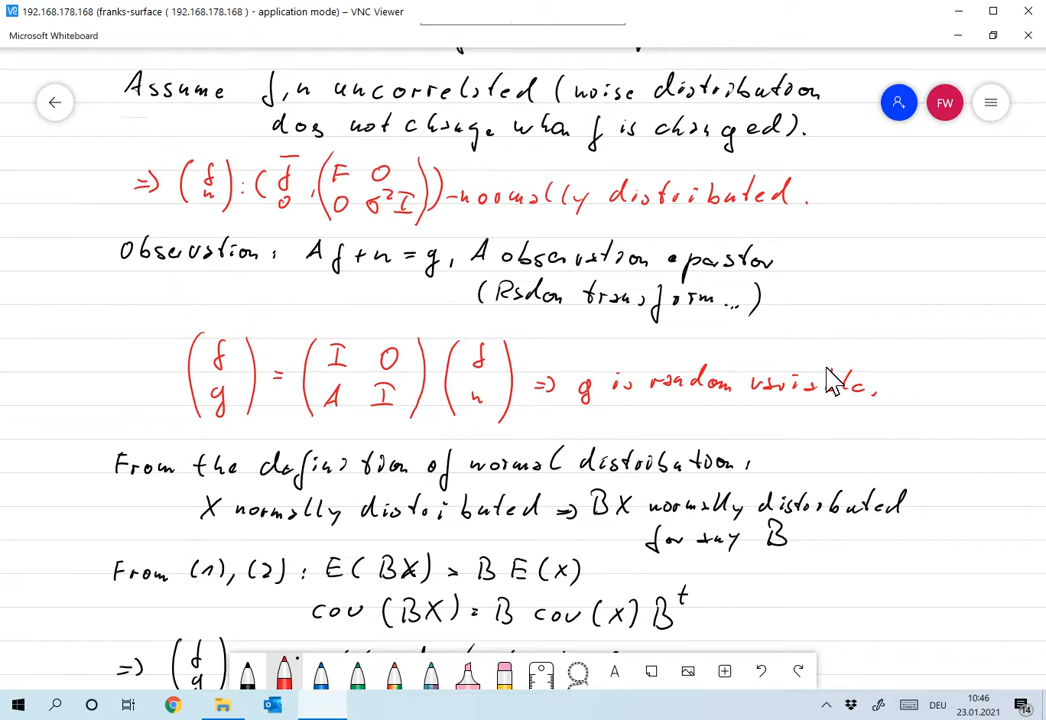 192.168.178.168 (franks-surface ( 192.168.178.168 ) - application mode) – VNC Viewer
Microsoft Whiteboard
Assume f,n uncorrelated (noise distribution
does not change when f is changed).
FW
=> (f n) : ( f̄ 0 , (F 0 0 σ²I) ) -normally distributed.
Observation: A f + n = g, A observation operator
(Radon transform...)
(f g) = (I 0 A I) (f n) => g is random variable.
From the definition of normal distribution:
X normally distributed => BX normally distributed
for any B
From (1), (2) : E(BX) = B E(X)
cov (BX) = B cov(X) B^t
=> (f g
A
10:46
DEU
23.01.2021
14